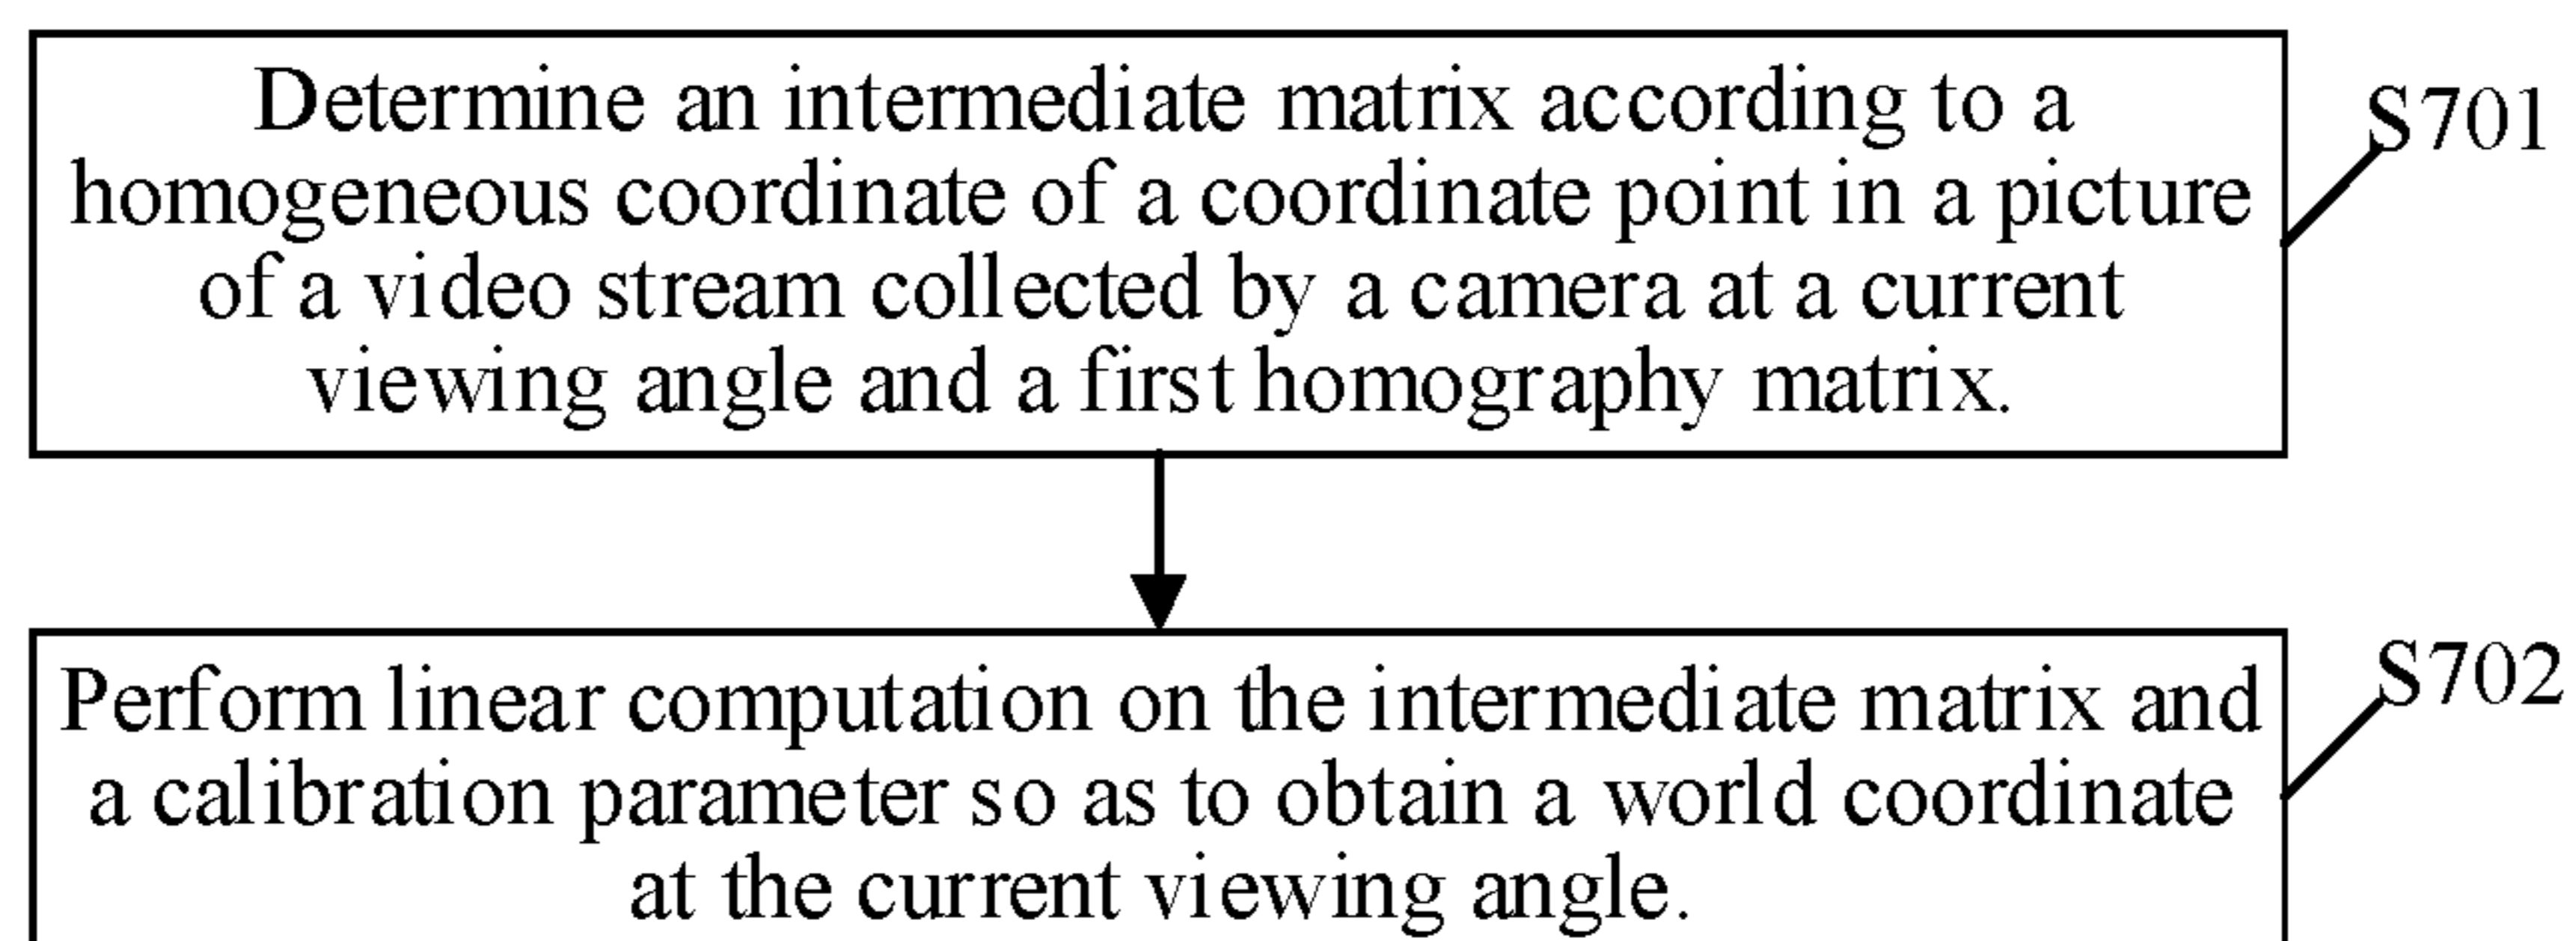 Determine an intermediate matrix according to a
homogeneous coordinate of a coordinate point in a picture
of a video stream collected by a camera at a current
viewing angle and a first homography matrix.
S701
Perform linear computation on the intermediate matrix and
a calibration parameter so as to obtain a world coordinate
at the current viewing angle.
S702